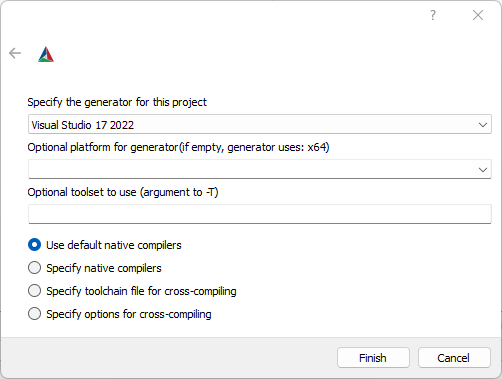 ?
Specify the generator for this project
Visual Studio 17 2022
Optional platform for generator(if empty, generator uses: x64)
Optional toolset to use (argument to -T)
Use default native compilers
Specify native compilers
Specify toolchain file for cross-compiling
Specify options for cross-compiling
Finish Cancel